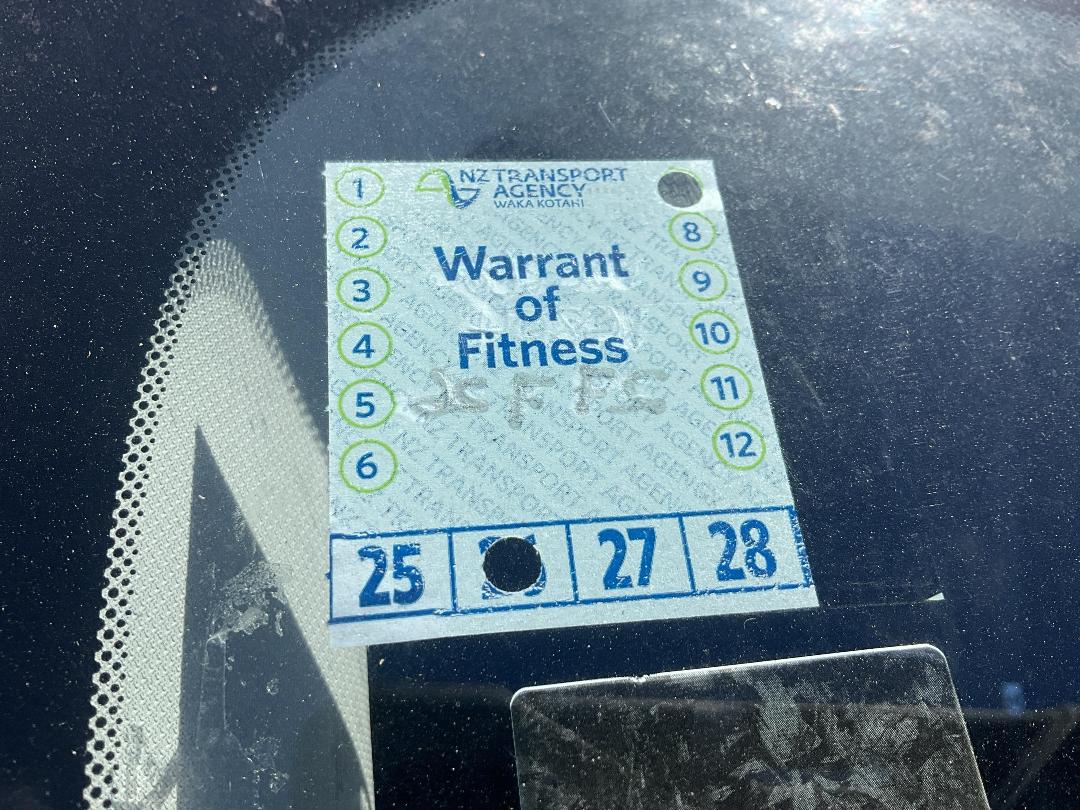 NZ TRANSPORT
AGENCY
WAKA KOTAHI
Warrant
of
Fitness
1
2
3
4
5
6
8
9
10
11
12
25 27 28